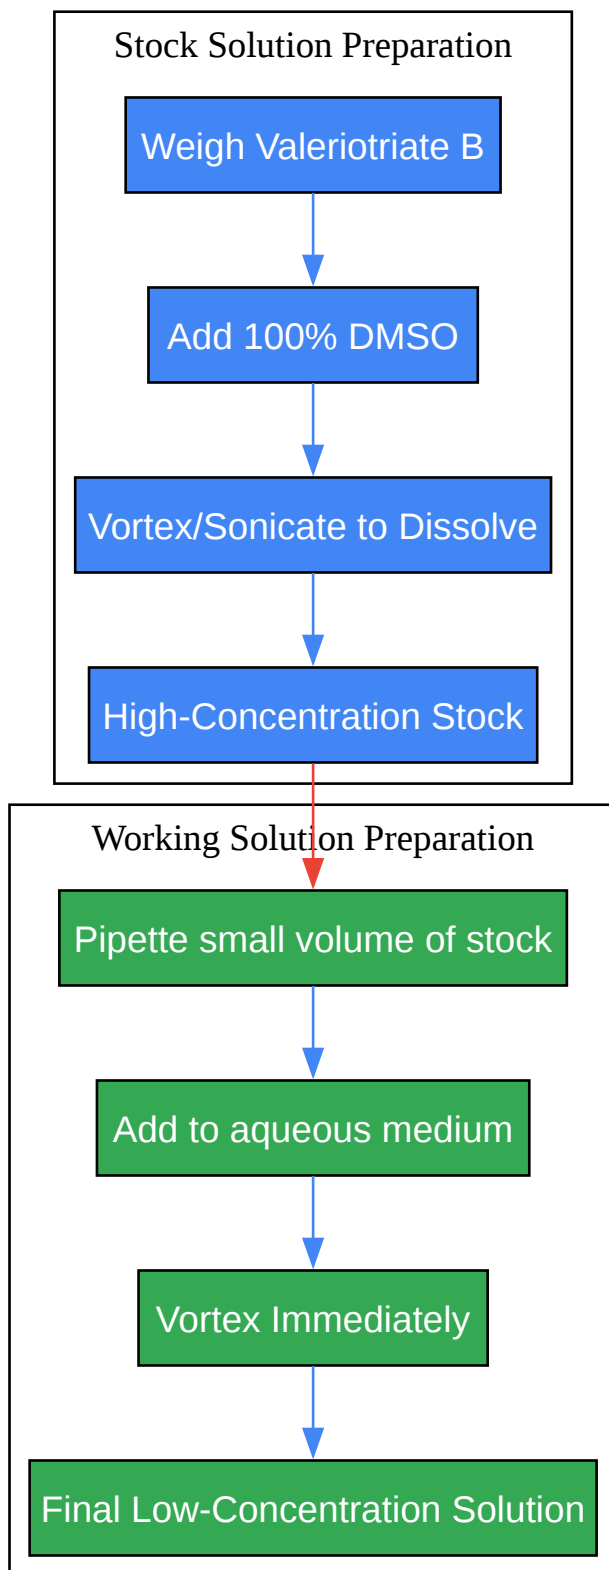 Stock Solution Preparation
Weigh Valeriotriate B
Add 100% DMSO
Vortex/Sonicate to Dissolve
High-Concentration Stock
Working Solution Preparation
Pipette small volume of stock
Add to aqueous medium
Vortex Immediately
Final Low-Concentration Solution